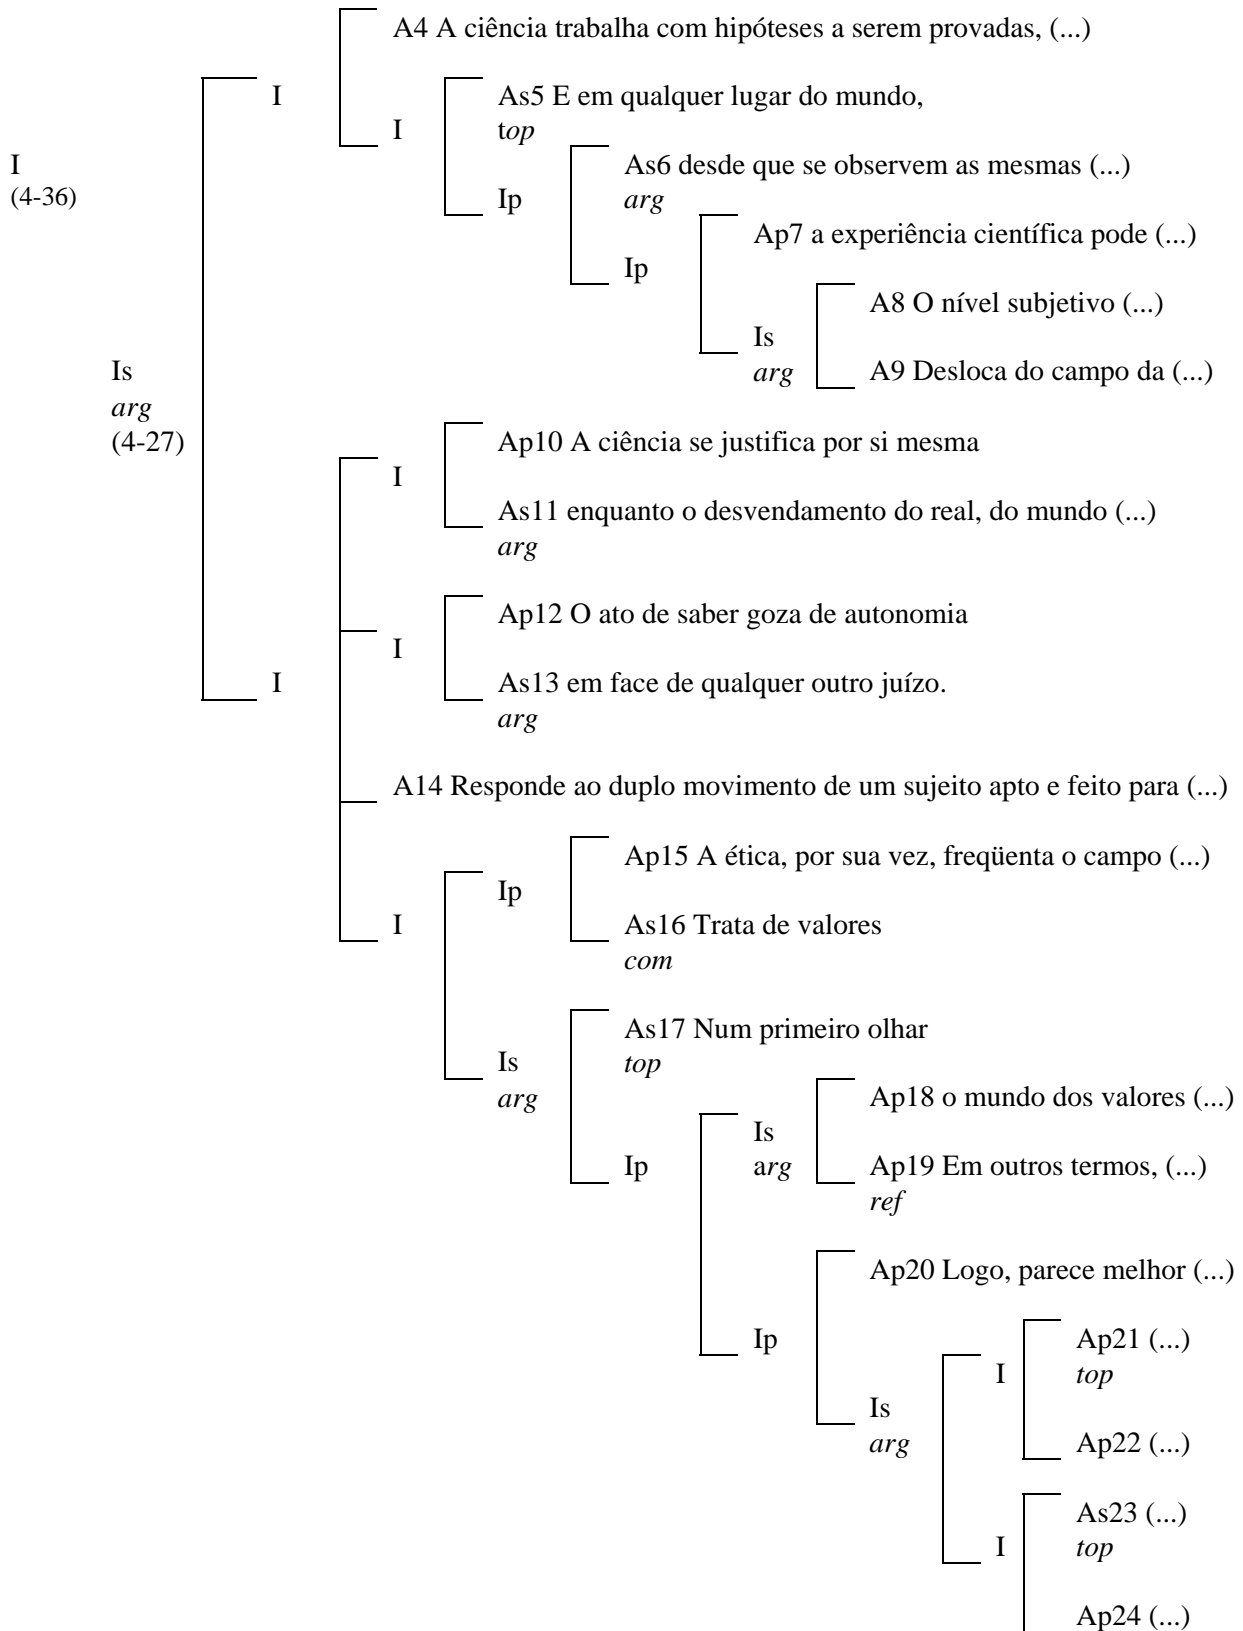 A4 A ciência trabalha com hipóteses a serem provadas, (...)
I
As5 E em qualquer lugar do mundo,
top
I
I
(4-36)
As6 desde que se observem as mesmas (...)
arg
Ip
Ap7 a experiência científica pode (...)
Ip
A8 O nível subjetivo (...)
Is
arg
A9 Desloca do campo da (...)
Is
arg
(4-27)
Ap10 A ciência se justifica por si mesma
I
As11 enquanto o desvendamento do real, do mundo (...)
arg
Ap12 O ato de saber goza de autonomia
I
As13 em face de qualquer outro juízo.
arg
I
A14 Responde ao duplo movimento de um sujeito apto e feito para (...)
Ap15 A ética, por sua vez, freqüenta o campo (...)
Ip
As16 Trata de valores
com
I
As17 Num primeiro olhar
top
Is
arg
Ap18 o mundo dos valores (...)
Is
arg
Ap19 Em outros termos, (...)
ref
Ip
Ap20 Logo, parece melhor (...)
Ip
Ap21 (...)
top
I
Is
arg
Ap22 (...)
As23 (...)
top
I
Ap24 (...)